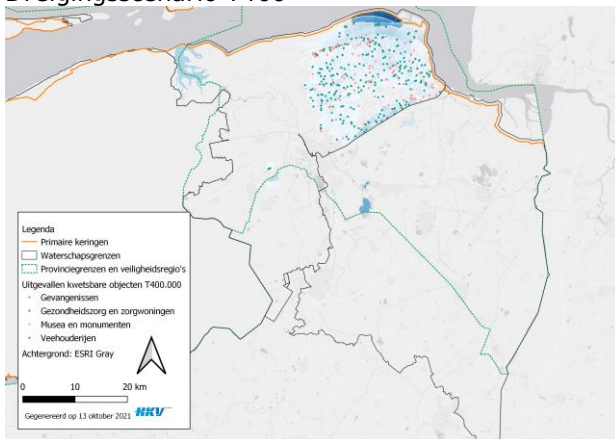 Legenda
Primaire keringen
Waterschapsgrenzen
Provinciegrenzen en veiligheidsregio's
Uitgevallen kwetsbare objecten T400.000
Gevangenissen
Gezondheidszorg en zorgwoningen
Musea en monumenten
Veehouderijen
Achtergrond: ESRI Gray
0 10 20 km
Gegenereerd op 13 oktober 2021 HKV